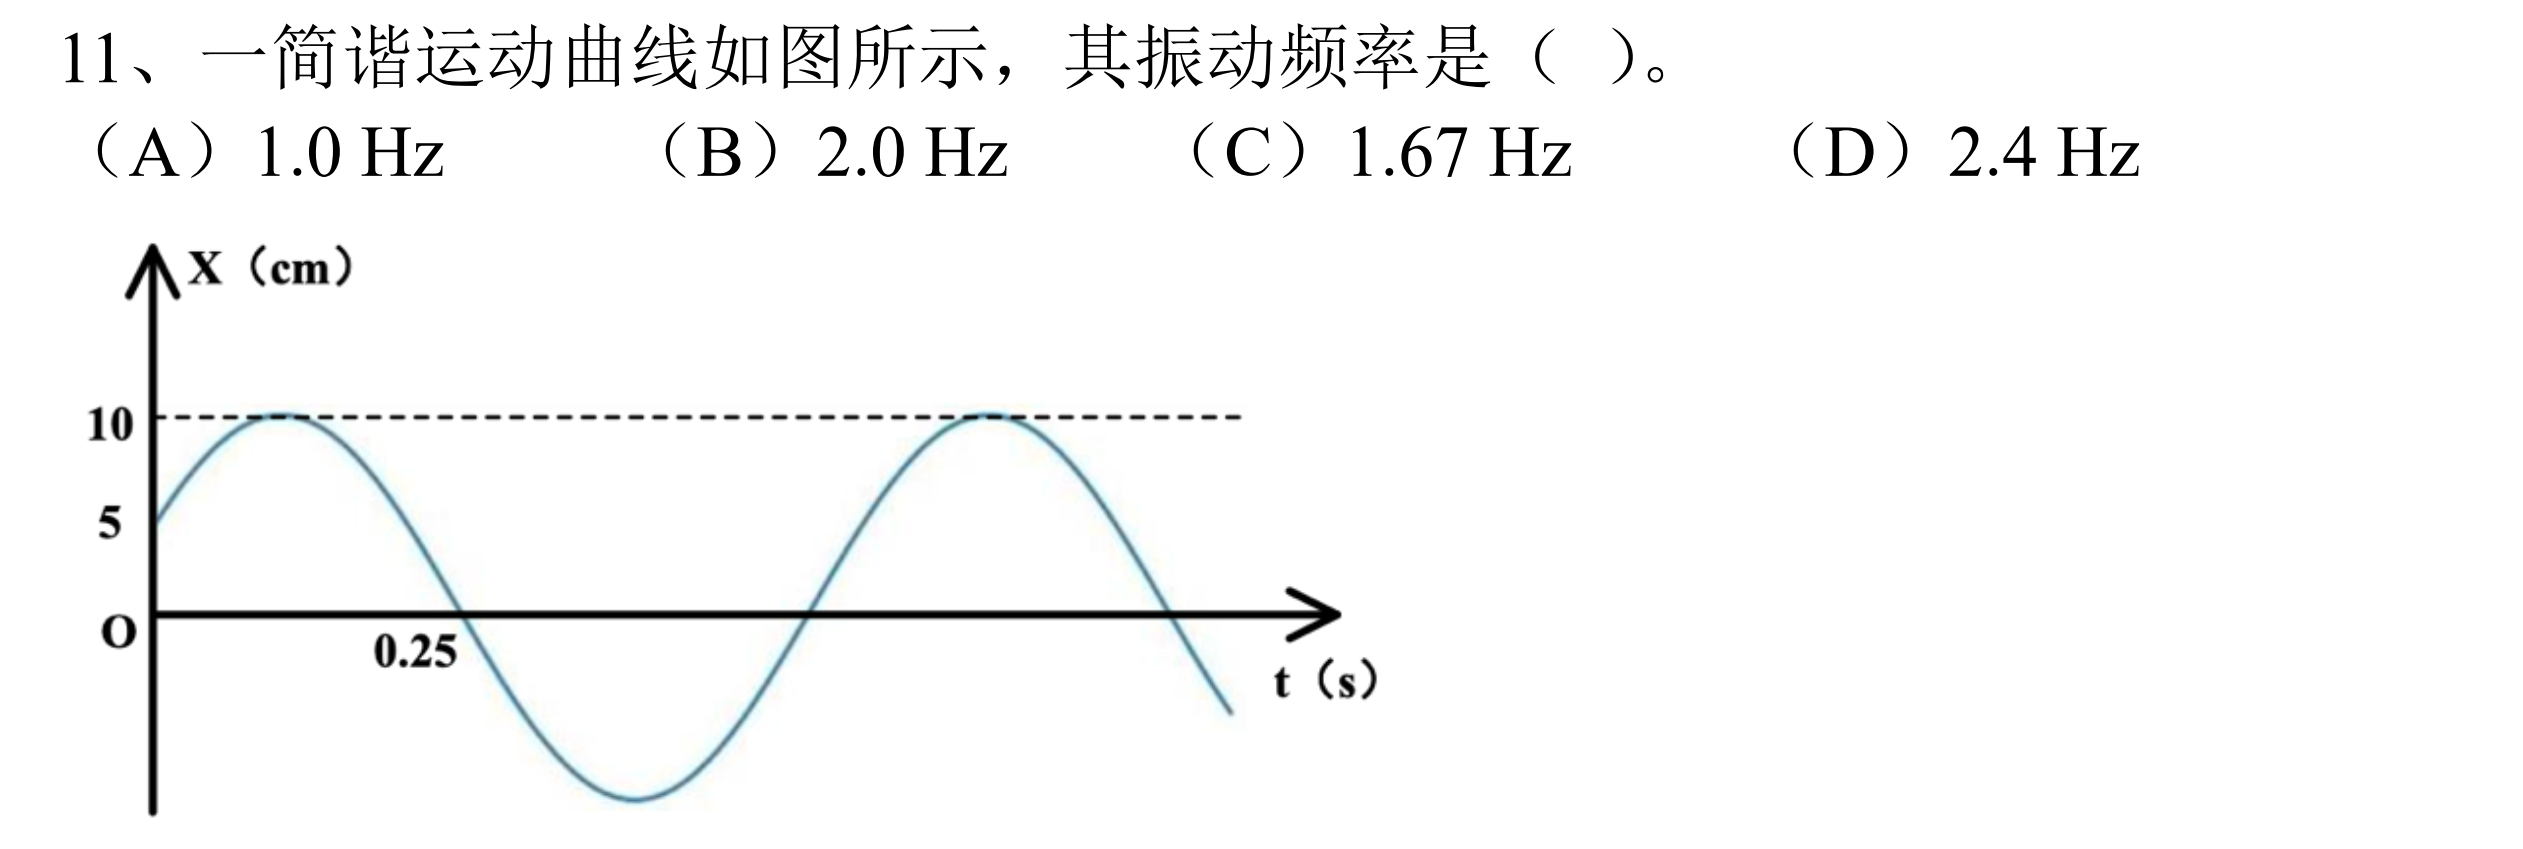 11、一简谐运动曲线如图所示，其振动频率是（ ）。
（A）1.0 Hz （B）2.0 Hz （C）1.67 Hz （D）2.4 Hz
X（cm）
10
5
O
0.25
t（s）